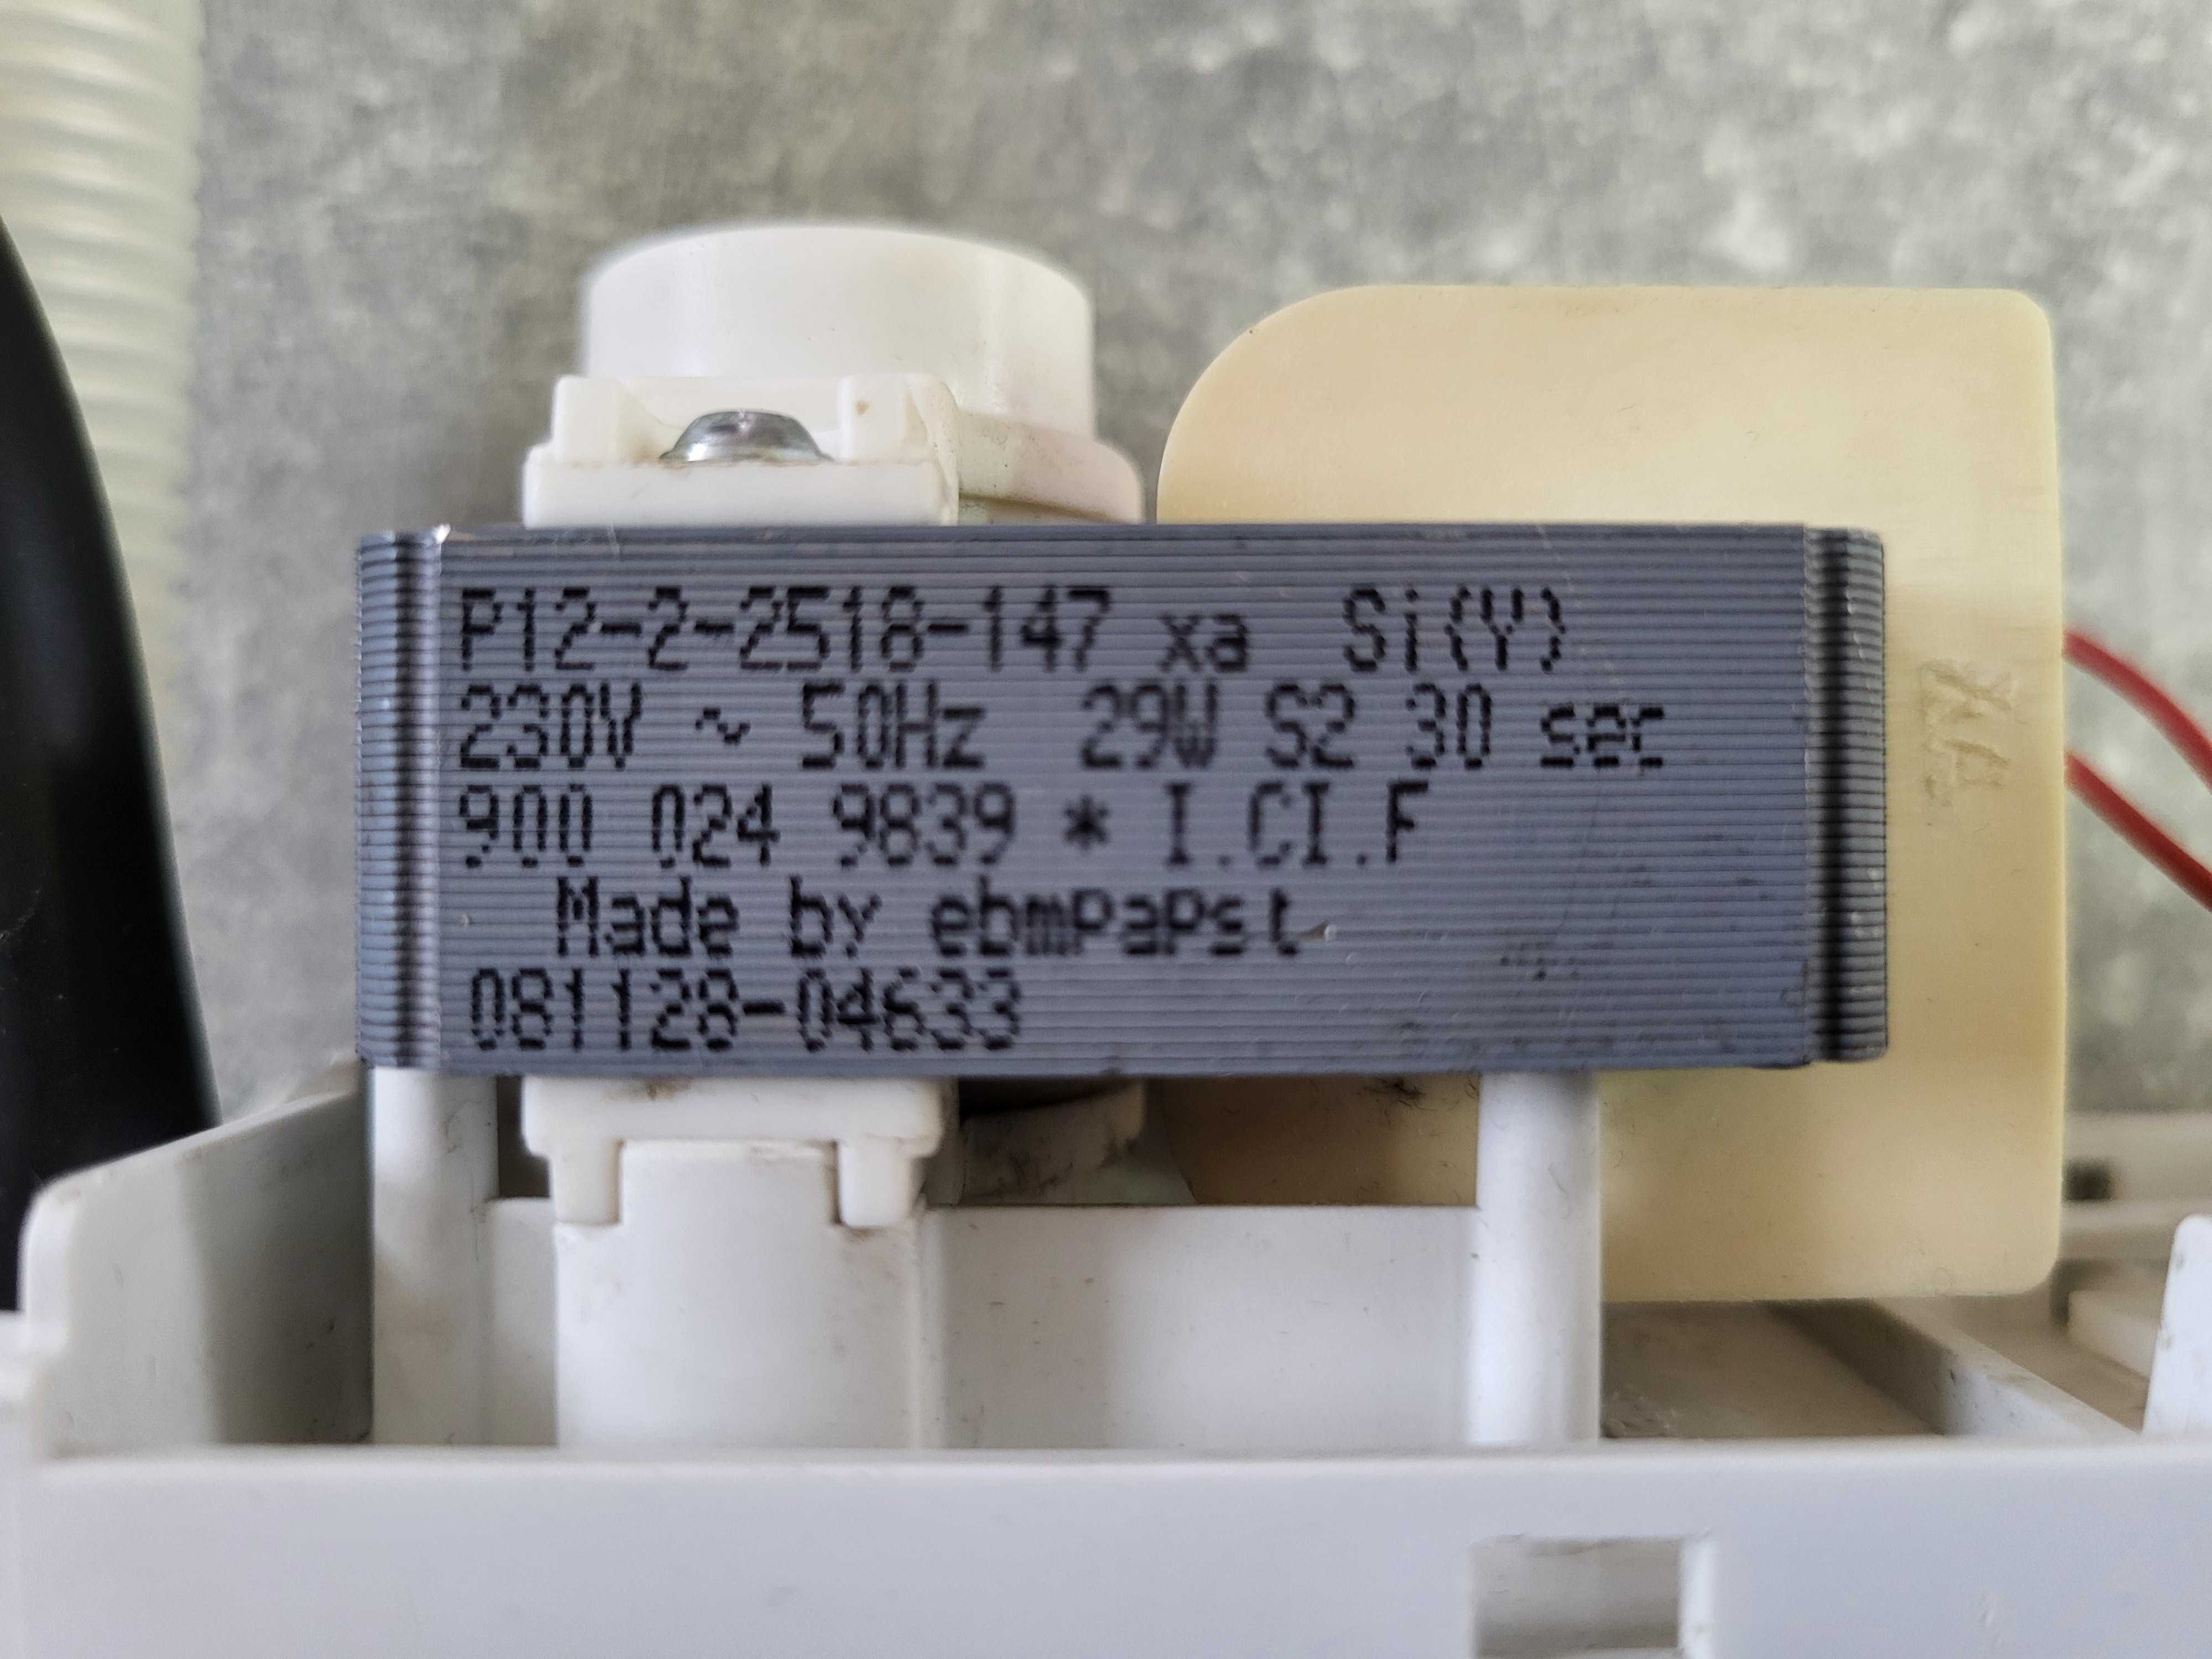 P12-2-2518-147 xa Si(Y)
230V ~ 50Hz 29W S2 30 sec
900 024 9839 * I.CI.F
Made by ebmpapst
081128-04633